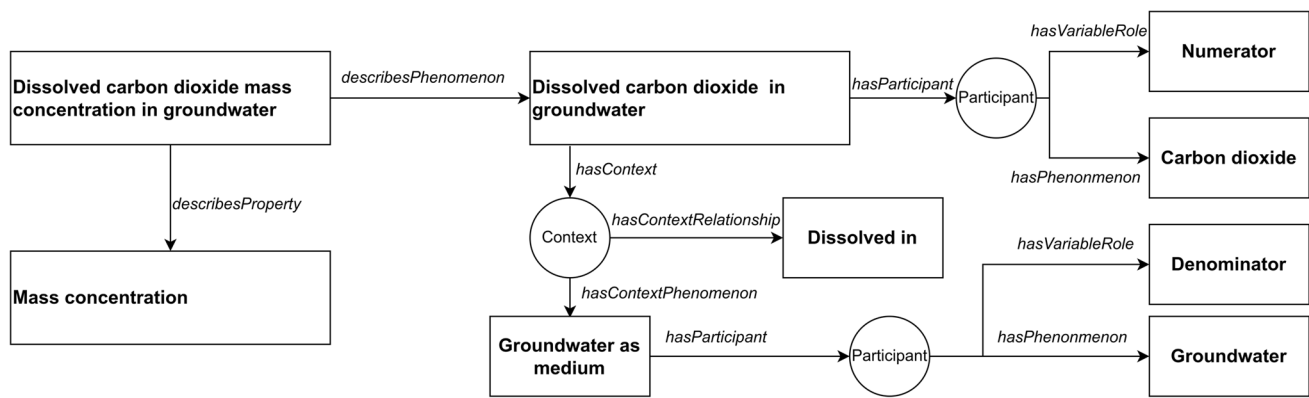 hasVariableRole
Numerator
Dissolved carbon dioxide mass
concentration in groundwater
describesPhenomenon
Dissolved carbon dioxide  in
groundwater
hasParticipant
Participant
hasPhenonmenon
Carbon dioxide
hasContext
describesProperty
Context
hasContextRelationship
Dissolved in
hasVariableRole
Denominator
Mass concentration
hasContextPhenomenon
Groundwater as
medium
hasParticipant
Participant
hasPhenonmenon
Groundwater